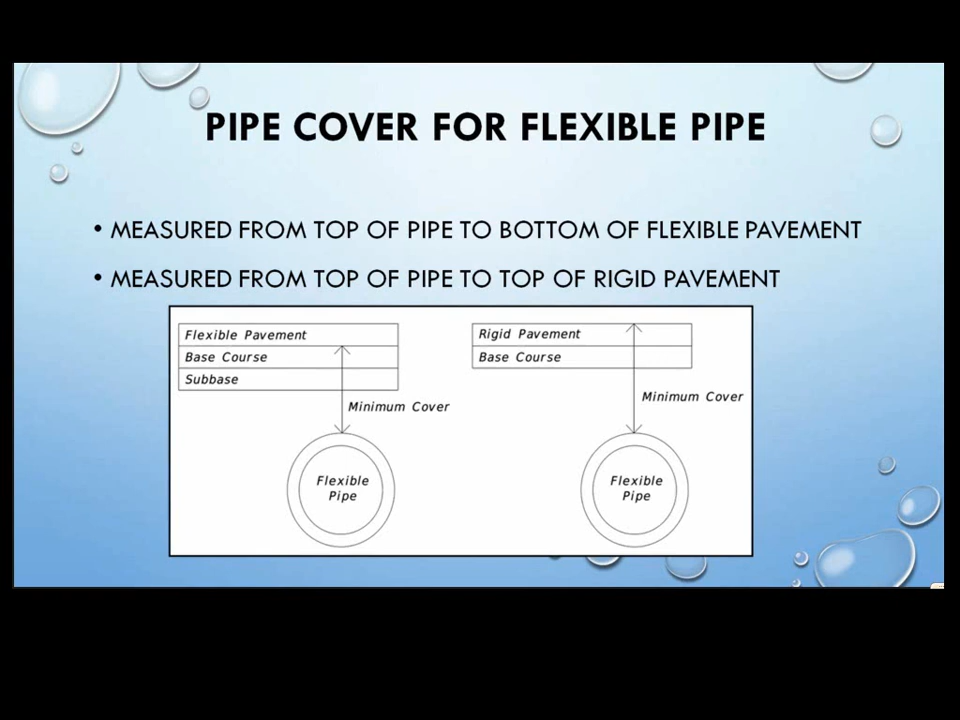 PIPE COVER FOR FLEXIBLE PIPE
• MEASURED FROM TOP OF PIPE TO BOTTOM OF FLEXIBLE PAVEMENT
• MEASURED FROM TOP OF PIPE TO TOP OF RIGID PAVEMENT
Flexible Pavement
Base Course
Subbase
Minimum Cover
Flexible
Pipe
Rigid Pavement
Base Course
Minimum Cover
Flexible
Pipe